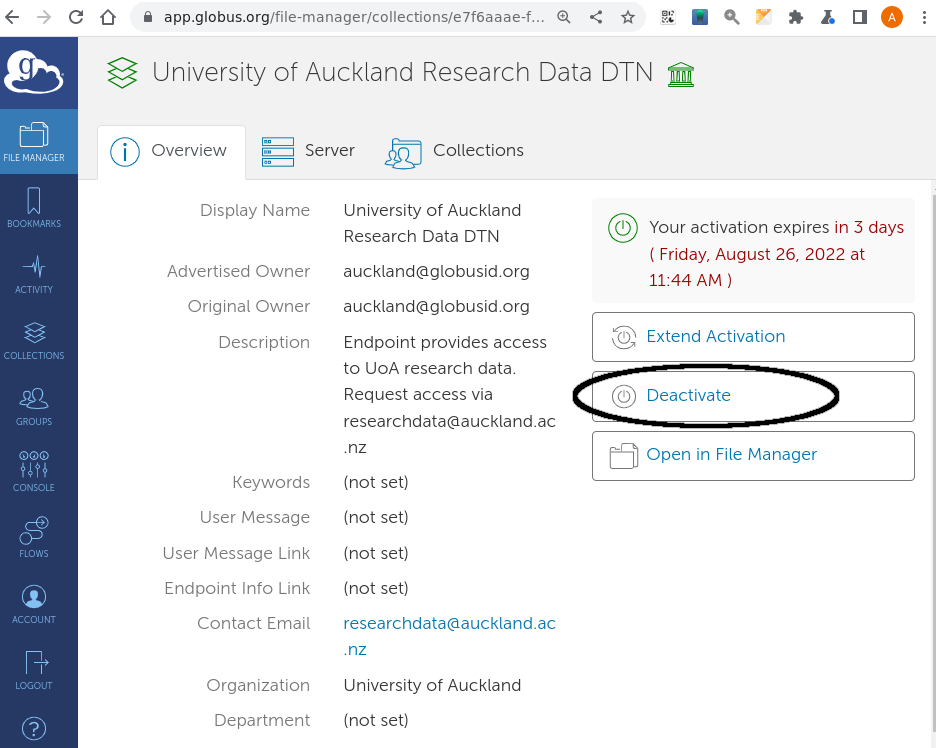 app.globus.org/file-manager/collections/e7f6aaae-f...
A
g
University of Auckland Research Data DTN
FILE MANAGER
BOOKMARKS
ACTIVITY
COLLECTIONS
GROUPS
CONSOLE
FLOWS
ACCOUNT
LOGOUT
?
i Overview
Server
Collections
Display Name University of Auckland
Research Data DTN
Advertised Owner auckland@globusid.org
Original Owner auckland@globusid.org
Description Endpoint provides access
to UoA research data.
Request access via
researchdata@auckland.ac
.nz
Keywords (not set)
User Message (not set)
User Message Link (not set)
Endpoint Info Link (not set)
Contact Email researchdata@auckland.ac
.nz
Organization University of Auckland
Department (not set)
Your activation expires in 3 days
( Friday, August 26, 2022 at
11:44 AM )
Extend Activation
Deactivate
Open in File Manager